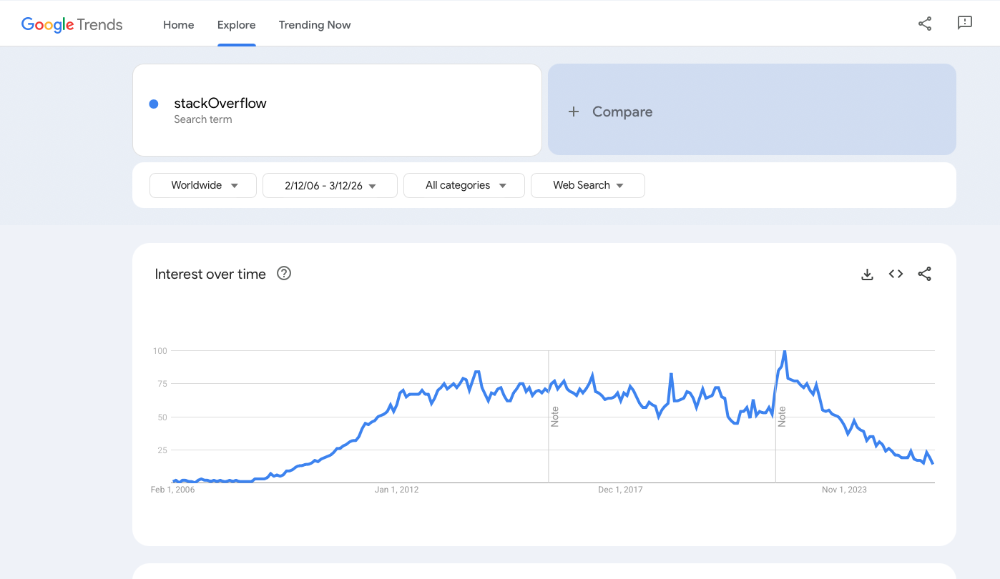 Google Trends
Home
Explore
Trending Now
stackOverflow
Search term
+ Compare
Worldwide
2/12/06 - 3/12/26
All categories
Web Search
Interest over time
?
100
75
50
25
Note
Note
Feb 1, 2006
Jan 1, 2012
Dec 1, 2017
Nov 1, 2023